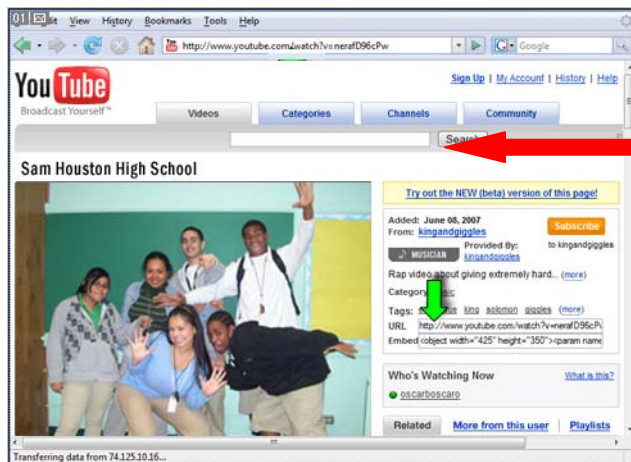 01
Edit View History Bookmarks Tools Help
http://www.youtube.com/watch?v=nerafD96cPw
Google
You Tube
Broadcast Yourself™
Sign Up | My Account | History | Help
Videos Categories Channels Community
Search
Sam Houston High School
Try out the NEW (beta) version of this page!
Added: June 08, 2007
From: kingandgiggles
Subscribe
to kingandgiggles
MUSICIAN
Provided By:
kingandgiggles
Rap video about giving extremely hard... (more)
Category:
Tags: king solomon giggles (more)
URL http://www.youtube.com/watch?v=nerafD95cP
Embed <object width="425" height="350"><param name
Who's Watching Now What is this?
oscarboscaro
Related More from this user Playlists
Transferring data from 74.125.10.16...